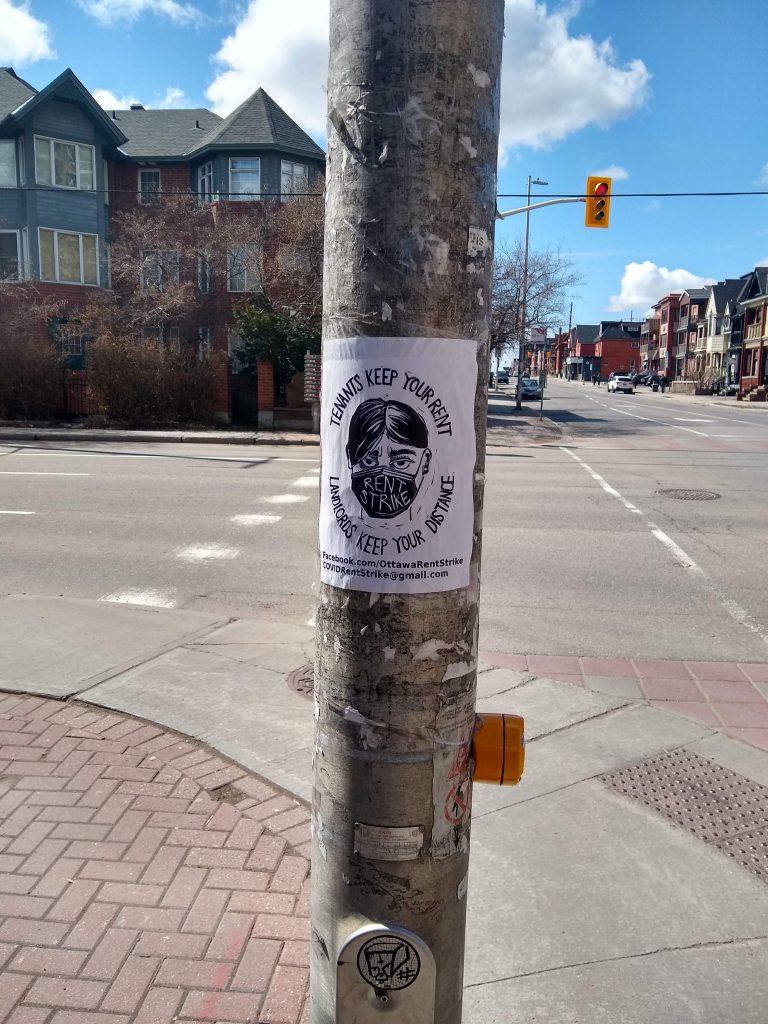 TENANTS KEEP YOUR RENT
RENT
STRIKE
LANDLORDS KEEP YOUR DISTANCE.
Facebook.com/OttawaRentStrike
COVIDRentStrike@gmail.com